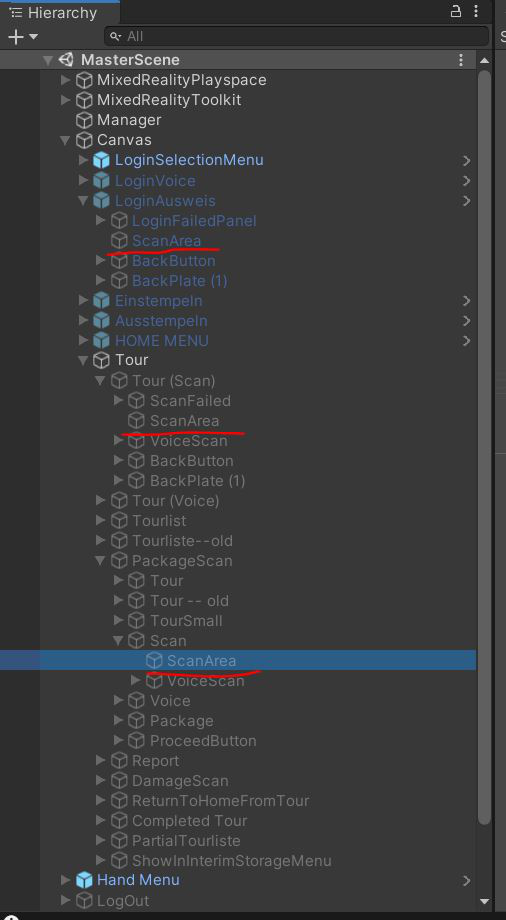 Hierarchy
All
MasterScene
MixedRealityPlayspace
MixedRealityToolkit
Manager
Canvas
LoginSelectionMenu
LoginVoice
LoginAusweis
LoginFailedPanel
ScanArea
BackButton
BackPlate (1)
Einstempeln
Ausstempeln
HOME MENU
Tour
Tour (Scan)
ScanFailed
ScanArea
VoiceScan
BackButton
BackPlate (1)
Tour (Voice)
Tourlist
Tourliste--old
PackageScan
Tour
Tour -- old
TourSmall
Scan
ScanArea
VoiceScan
Voice
Package
ProceedButton
Report
DamageScan
ReturnToHomeFromTour
Completed Tour
PartialTourliste
ShowInInterimStorageMenu
Hand Menu
LogOut